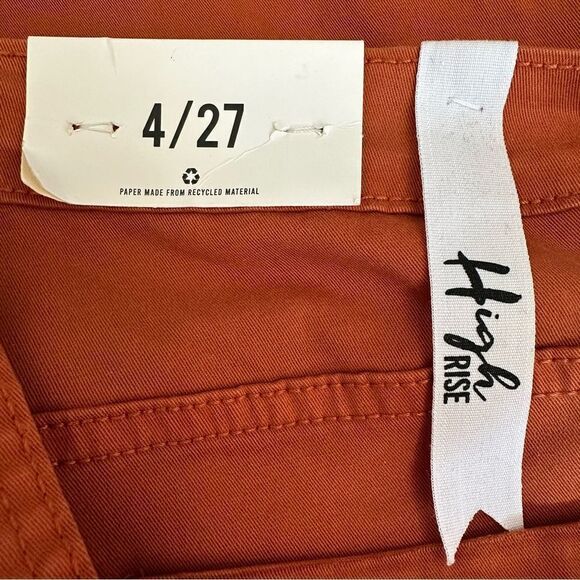 4/27
PAPER MADE FROM RECYCLED MATERIAL
High
RISE